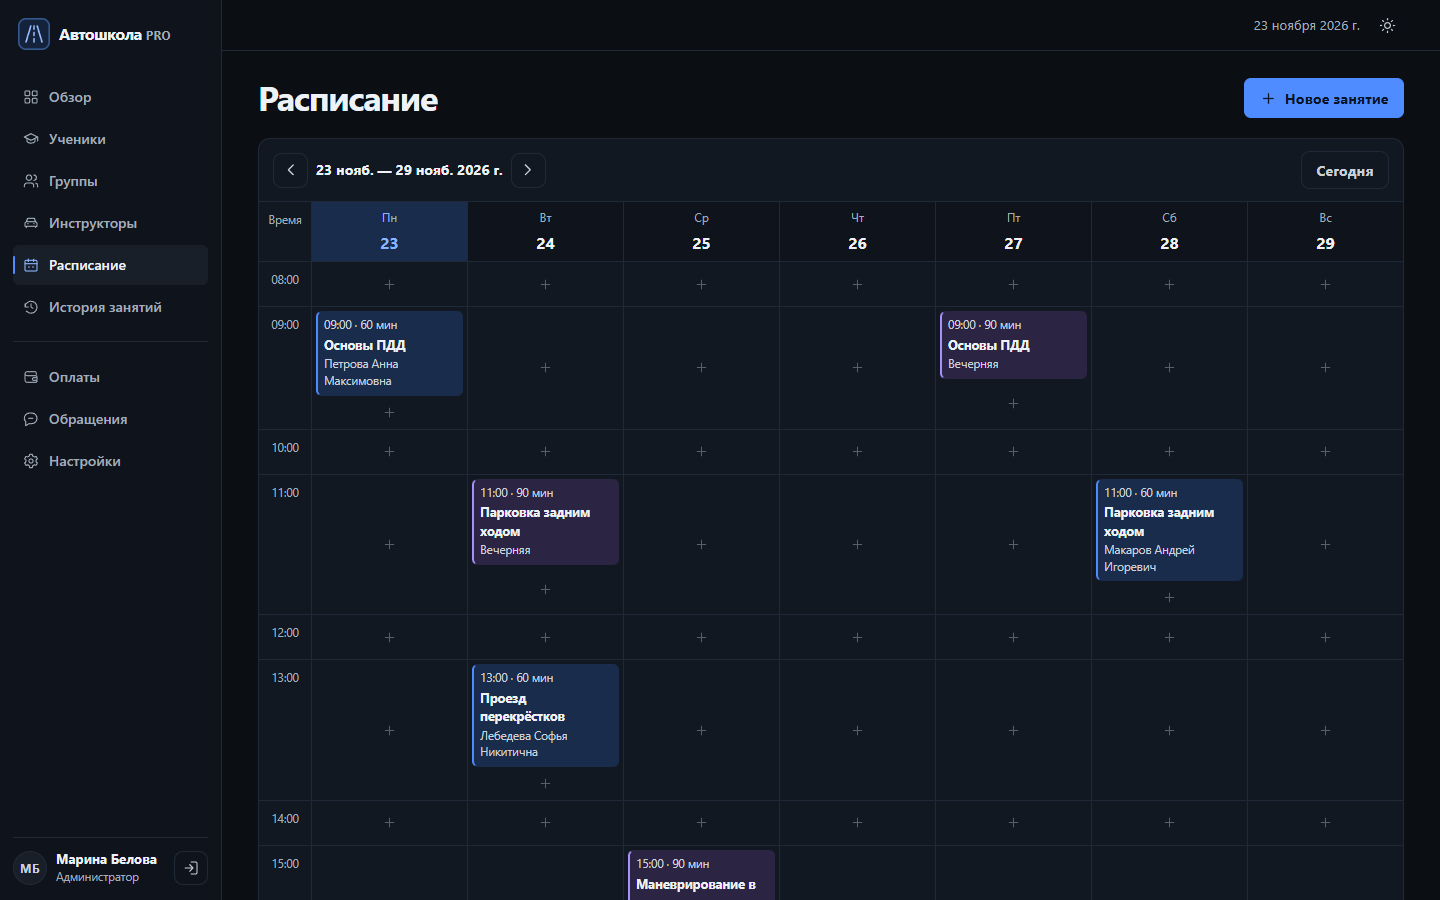 Автошкола PRO
23 ноября 2026 г.
Обзор
Ученики
Группы
Инструкторы
Расписание
История занятий
Оплаты
Обращения
Настройки
МБ
Марина Белова
Администратор
Расписание
+ Новое занятие
23 нояб. — 29 нояб. 2026 г.
Сегодня
Время
Пн
23
Вт
24
Ср
25
Чт
26
Пт
27
Сб
28
Вс
29
08:00
09:00
09:00 · 60 мин
Основы ПДД
Петрова Анна
Максимовна
09:00 · 90 мин
Основы ПДД
Вечерняя
10:00
11:00
11:00 · 90 мин
Парковка задним
ходом
Вечерняя
11:00 · 60 мин
Парковка задним
ходом
Макаров Андрей
Игоревич
12:00
13:00
13:00 · 60 мин
Проезд
перекрёстков
Лебедева Софья
Никитична
14:00
15:00
15:00 · 90 мин
Маневрирование в